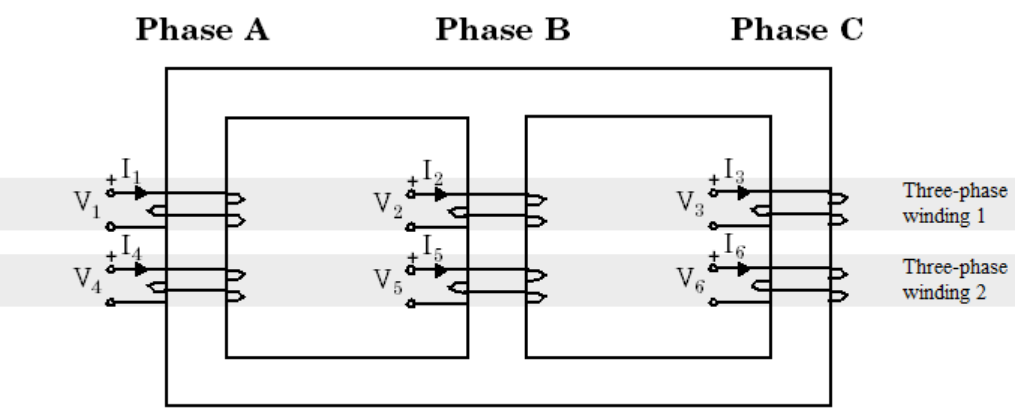 Phase A Phase B Phase C
+ I1 + I2 + I3
V1 V2 V3
Three-phase
winding 1
+ I4 + I5 + I6
V4 V5 V6
Three-phase
winding 2